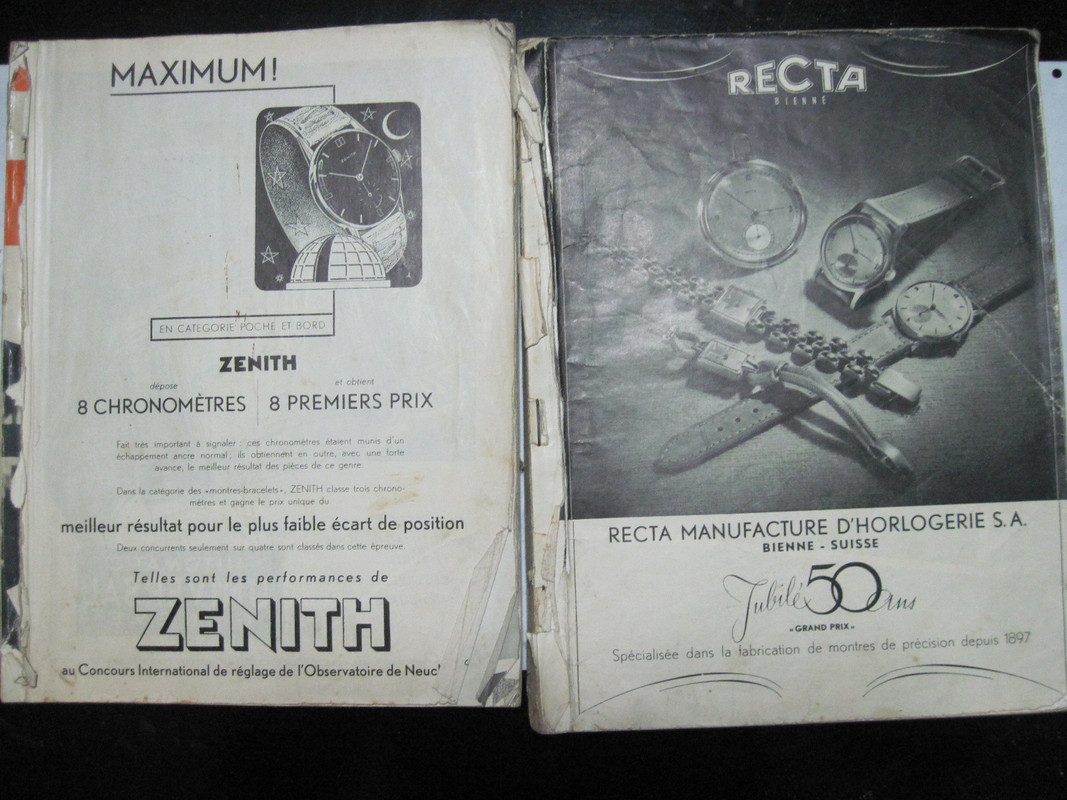 MAXIMUM!
ZENITH
EN CATEGORIE POCHE ET BORD
ZENITH
dépose et obtient
8 CHRONOMÈTRES 8 PREMIERS PRIX
Fait très important à signaler : ces chronomètres étaient munis d'un
échappement ancre normal ; ils obtiennent en outre, avec une forte
avance, le meilleur résultat des pièces de ce genre.
Dans la catégorie des «montres-bracelets», ZENITH classe trois chrono-
mètres et gagne le prix unique du
meilleur résultat pour le plus faible écart de position
Deux concurrents seulement sur quatre sont classés dans cette épreuve.
Telles sont les performances de
ZENITH
au Concours International de réglage de l'Observatoire de Neuc'
RECTA
BIENNE
RECTA MANUFACTURE D'HORLOGERIE S.A.
BIENNE - SUISSE
Jubilé 50 ans
«GRAND PRIX»
Spécialisée dans la fabrication de montres de précision depuis 1897